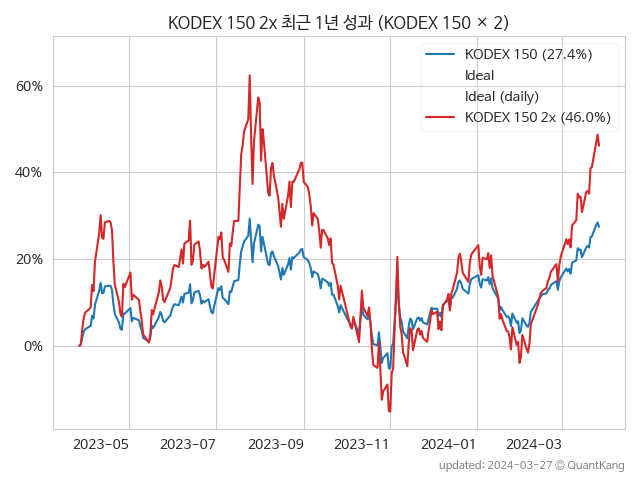 KODEX 150 2x 최근 1년 성과 (KODEX 150 × 2)
KODEX 150 (27.4%)
Ideal
Ideal (daily)
KODEX 150 2x (46.0%)
60%
40%
20%
0%
2023-05 2023-07 2023-09 2023-11 2024-01 2024-03
updated: 2024-03-27 © QuantKang